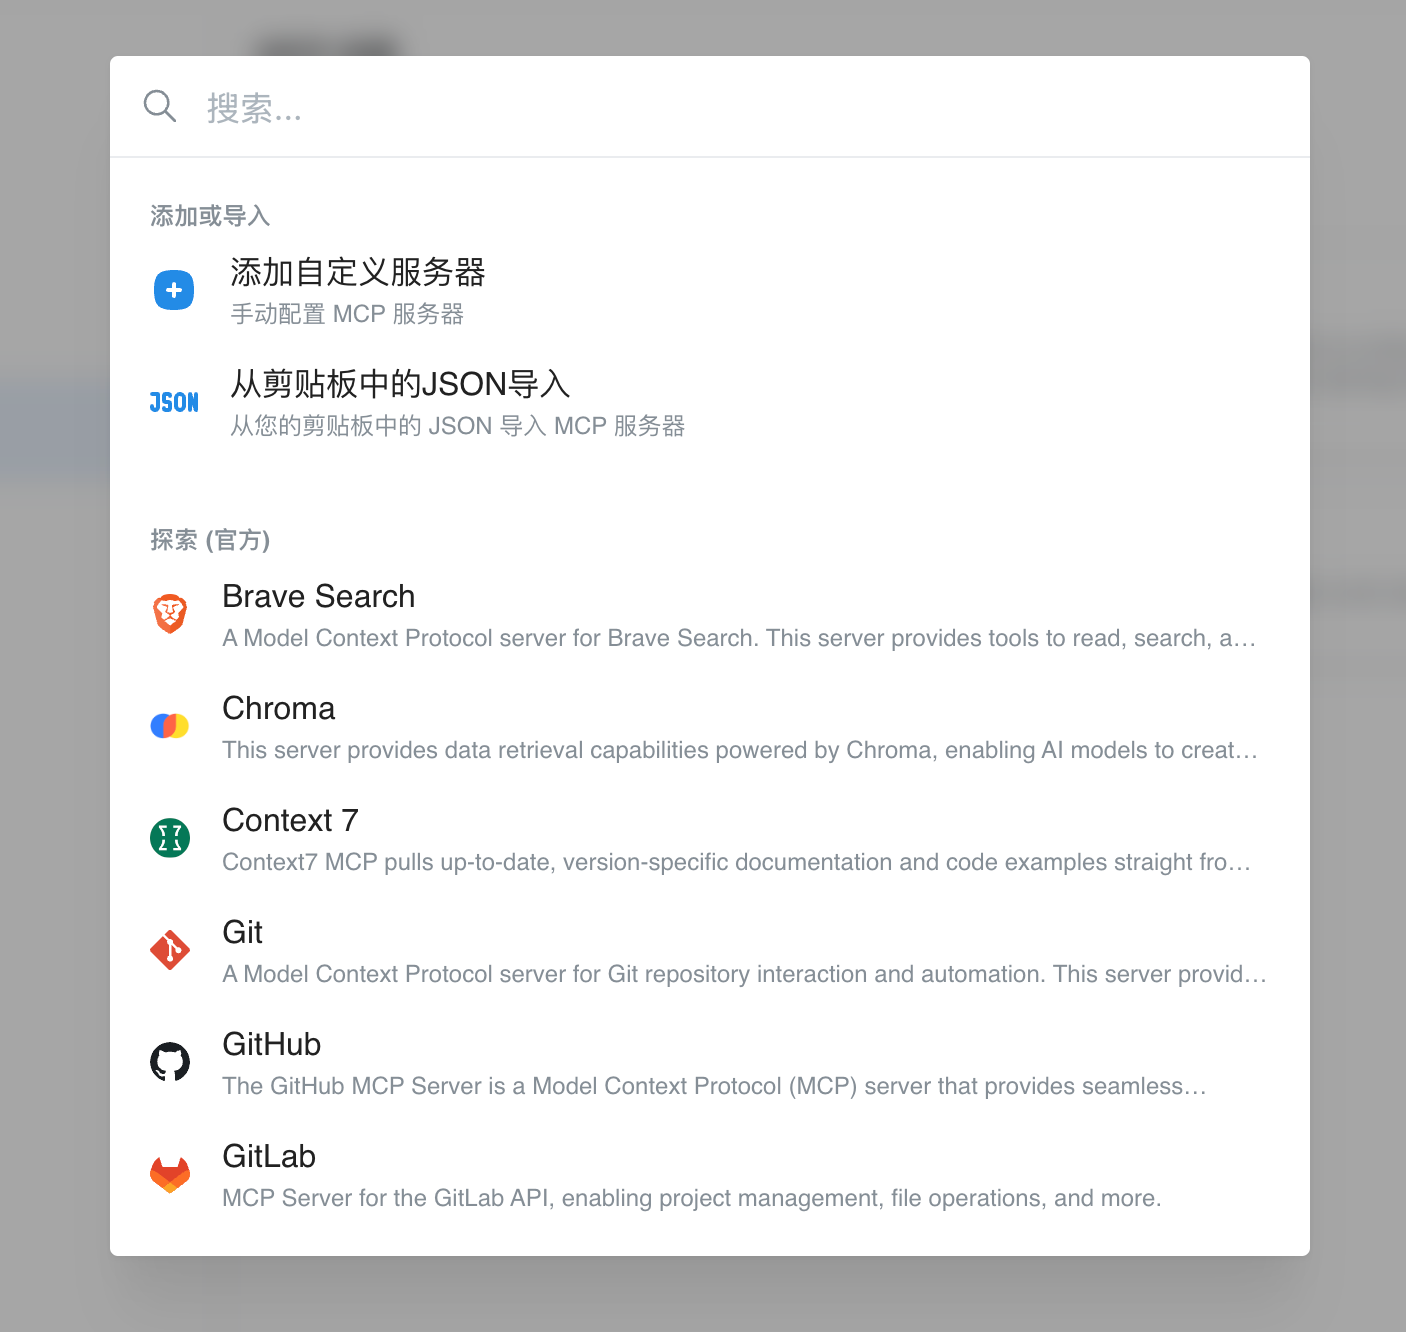 搜索...
添加或导入
添加自定义服务器
手动配置 MCP 服务器
JSON
从剪贴板中的JSON导入
从您的剪贴板中的 JSON 导入 MCP 服务器
探索 (官方)
Brave Search
A Model Context Protocol server for Brave Search. This server provides tools to read, search, a…
Chroma
This server provides data retrieval capabilities powered by Chroma, enabling AI models to creat…
Context 7
Context7 MCP pulls up-to-date, version-specific documentation and code examples straight fro…
Git
A Model Context Protocol server for Git repository interaction and automation. This server provid…
GitHub
The GitHub MCP Server is a Model Context Protocol (MCP) server that provides seamless…
GitLab
MCP Server for the GitLab API, enabling project management, file operations, and more.